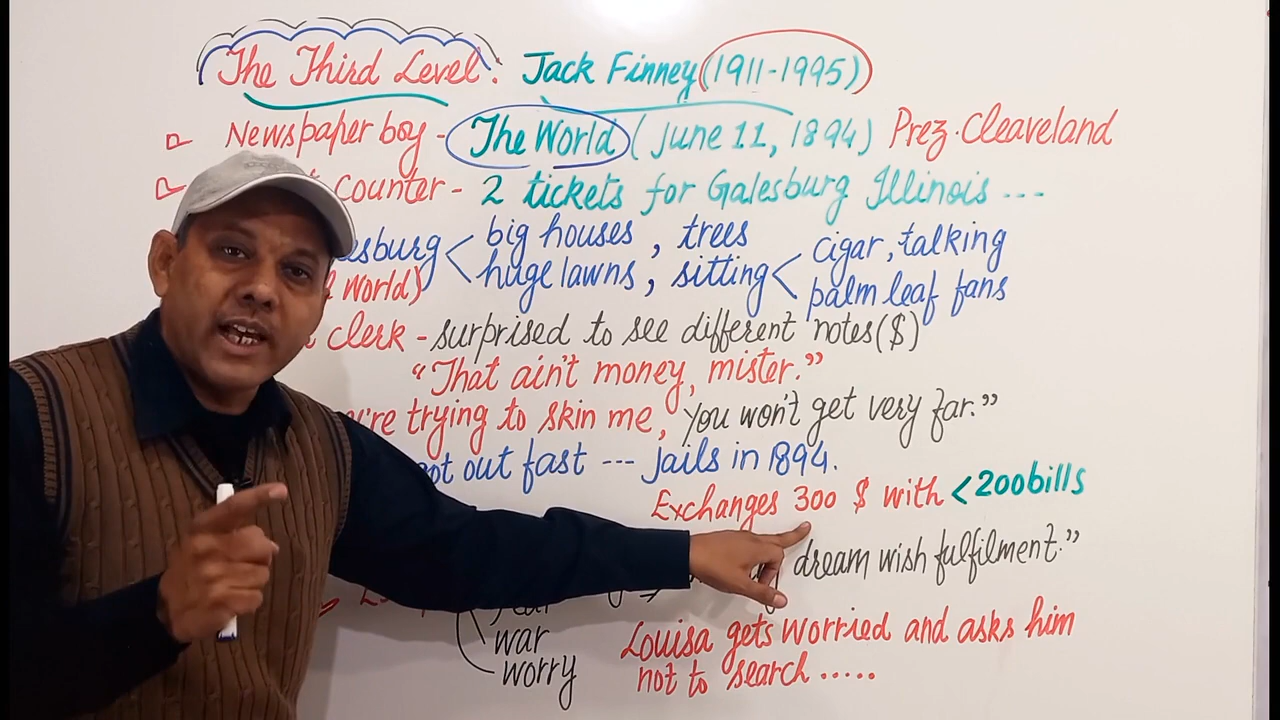 The Third Level. Jack Finney (1911-1995)
Newspaper boy - The World (June 11, 1894) Prez. Cleaveland
counter - 2 tickets for Galesburg Illinois ---
esburg < big houses, trees
huge lawns, sitting < cigar, talking
palm leaf fans
world)
clerk - surprised to see different notes ($)
"That ain't money, mister."
're trying to skin me, you won't get very far."
out fast --- jails in 1894.
Exchanges 300 $ with <200 bills
dream wish fulfilment."
war
worry
Louisa gets worried and asks him
not to search .....